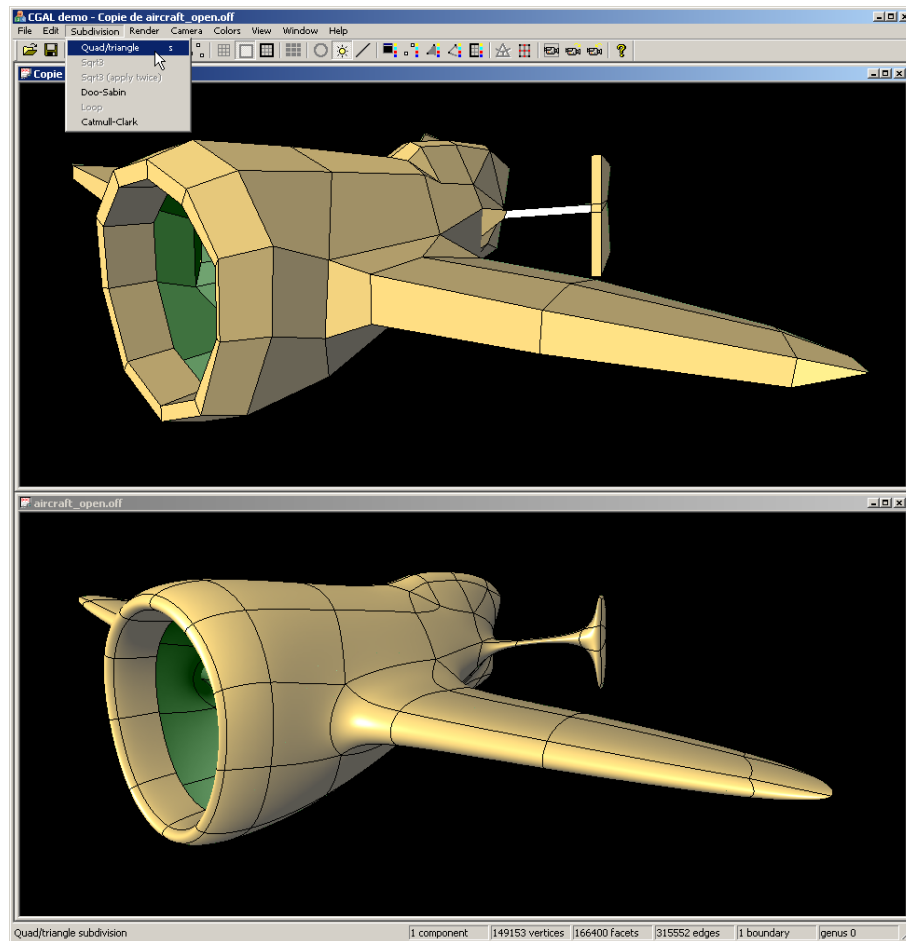 CGAL demo - Copie de aircraft_open.off
File Edit Subdivision Render Camera Colors View Window Help
Quad/triangle s
Sqrt3
Sqrt3 (apply twice)
Doo-Sabin
Loop
Catmull-Clark
Copie
aircraft_open.off
Quad/triangle subdivision 1 component 149153 vertices 166400 facets 315552 edges 1 boundary genus 0